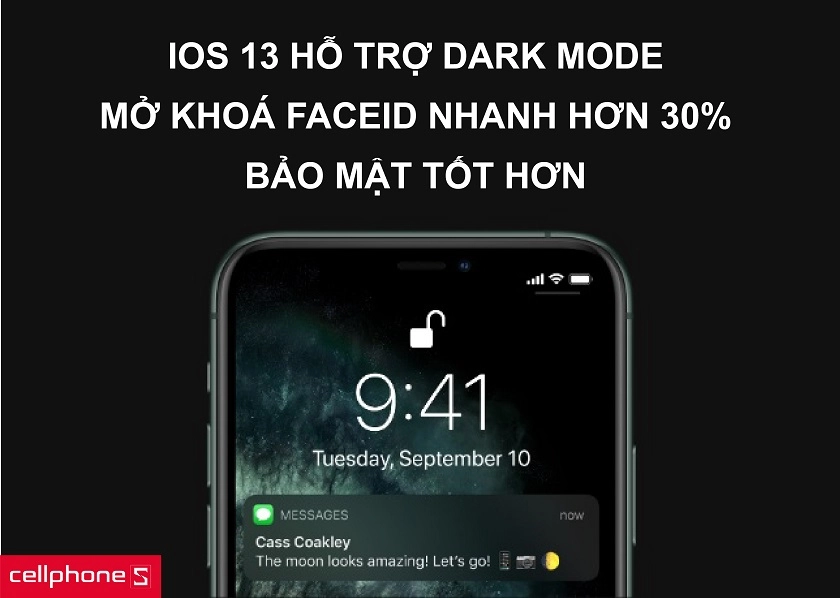 IOS 13 HỖ TRỢ DARK MODE
MỞ KHOÁ FACEID NHANH HƠN 30%
BẢO MẬT TỐT HƠN
9:41
Tuesday, September 10
MESSAGES now
Cass Coakley
The moon looks amazing! Let's go!
cellphoneS